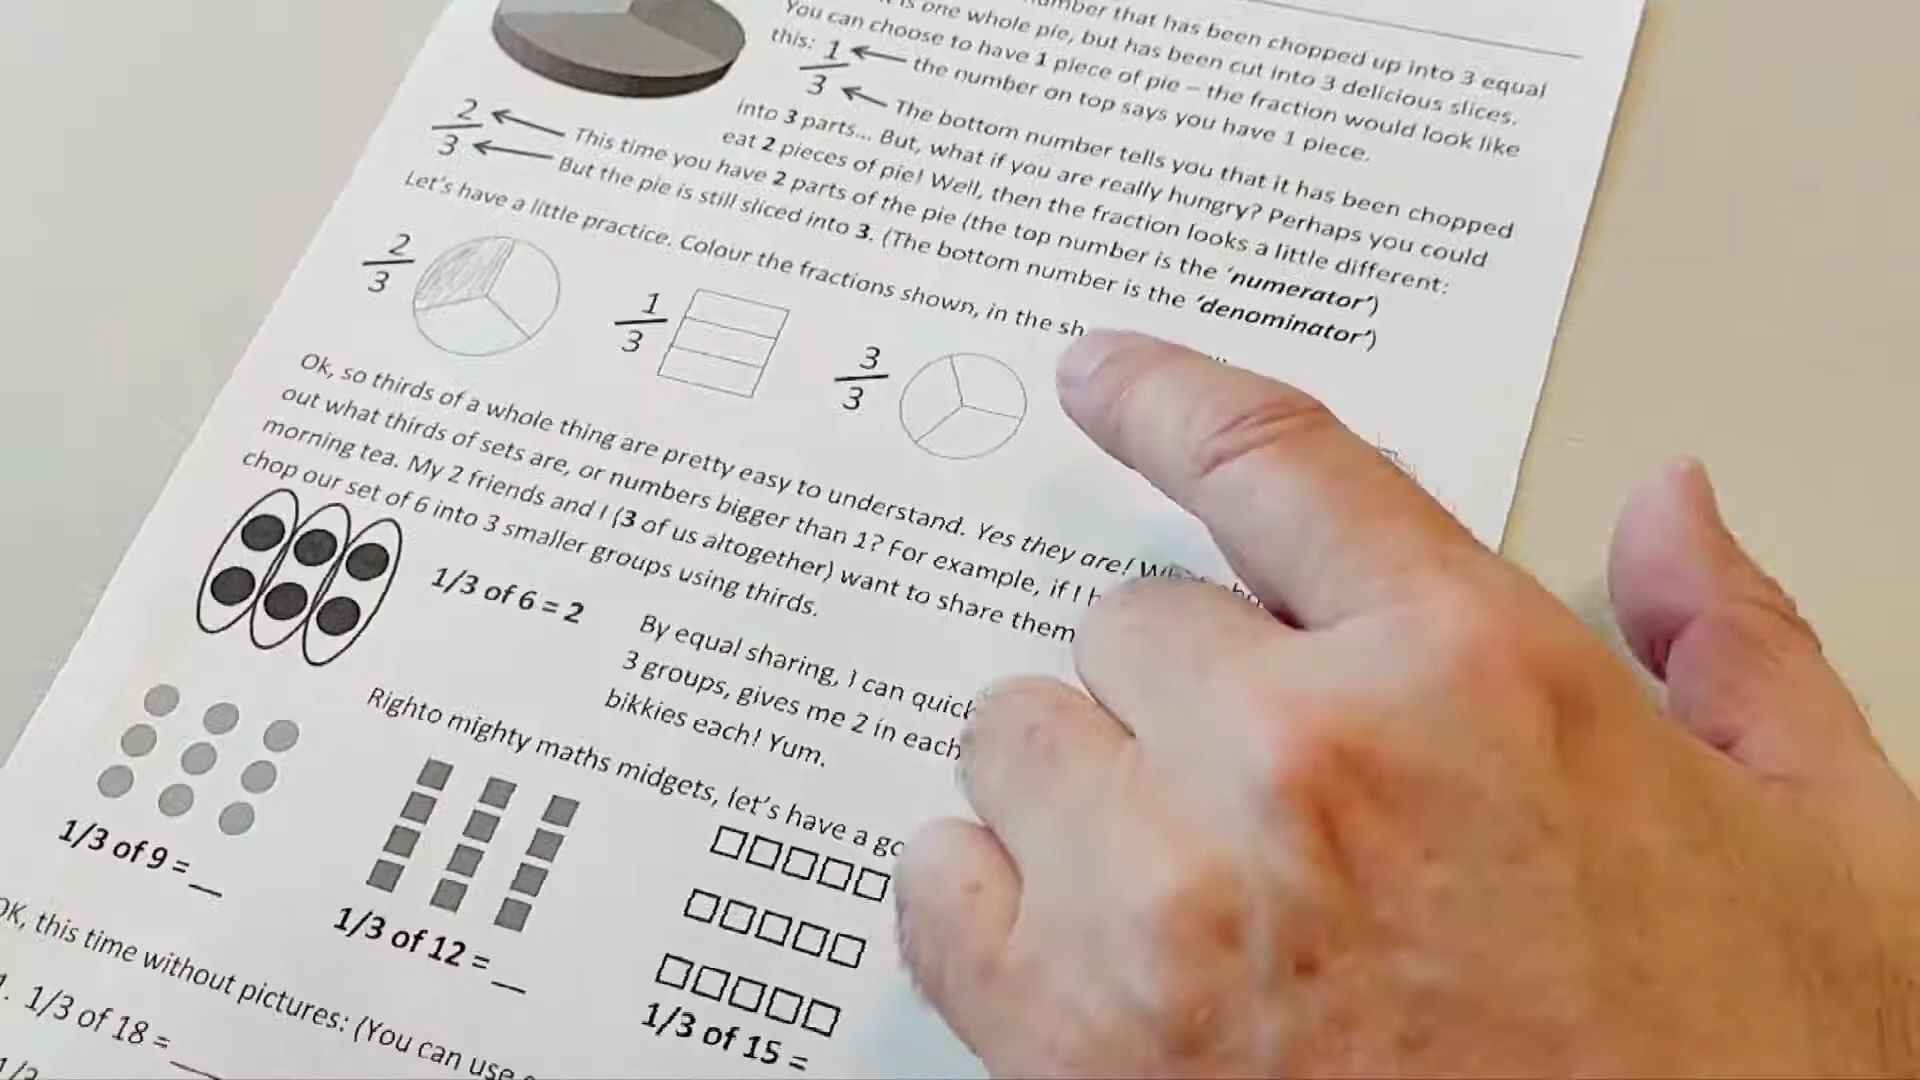 number that has been chopped up into 3 equal
is one whole pie, but has been cut into 3 delicious slices.
You can choose to have 1 piece of pie – the fraction would look like
this: 1
3
the number on top says you have 1 piece.
The bottom number tells you that it has been chopped
into 3 parts... But, what if you are really hungry? Perhaps you could
eat 2 pieces of pie! Well, then the fraction looks a little different:
2
3
This time you have 2 parts of the pie (the top number is the ‘numerator’)
But the pie is still sliced into 3. (The bottom number is the ‘denominator’)
Let’s have a little practice. Colour the fractions shown, in the sh
2
3
1
3
3
3
Ok, so thirds of a whole thing are pretty easy to understand. Yes they are!
out what thirds of sets are, or numbers bigger than 1? For example, if I
morning tea. My 2 friends and I (3 of us altogether) want to share them
chop our set of 6 into 3 smaller groups using thirds.
1/3 of 6 = 2
By equal sharing, I can quick
3 groups, gives me 2 in each
bikkies each! Yum.
Righto mighty maths midgets, let’s have a go
1/3 of 9 = __
1/3 of 12 = __
1/3 of 15 =
OK, this time without pictures: (You can use
1. 1/3 of 18 = ____
1/3